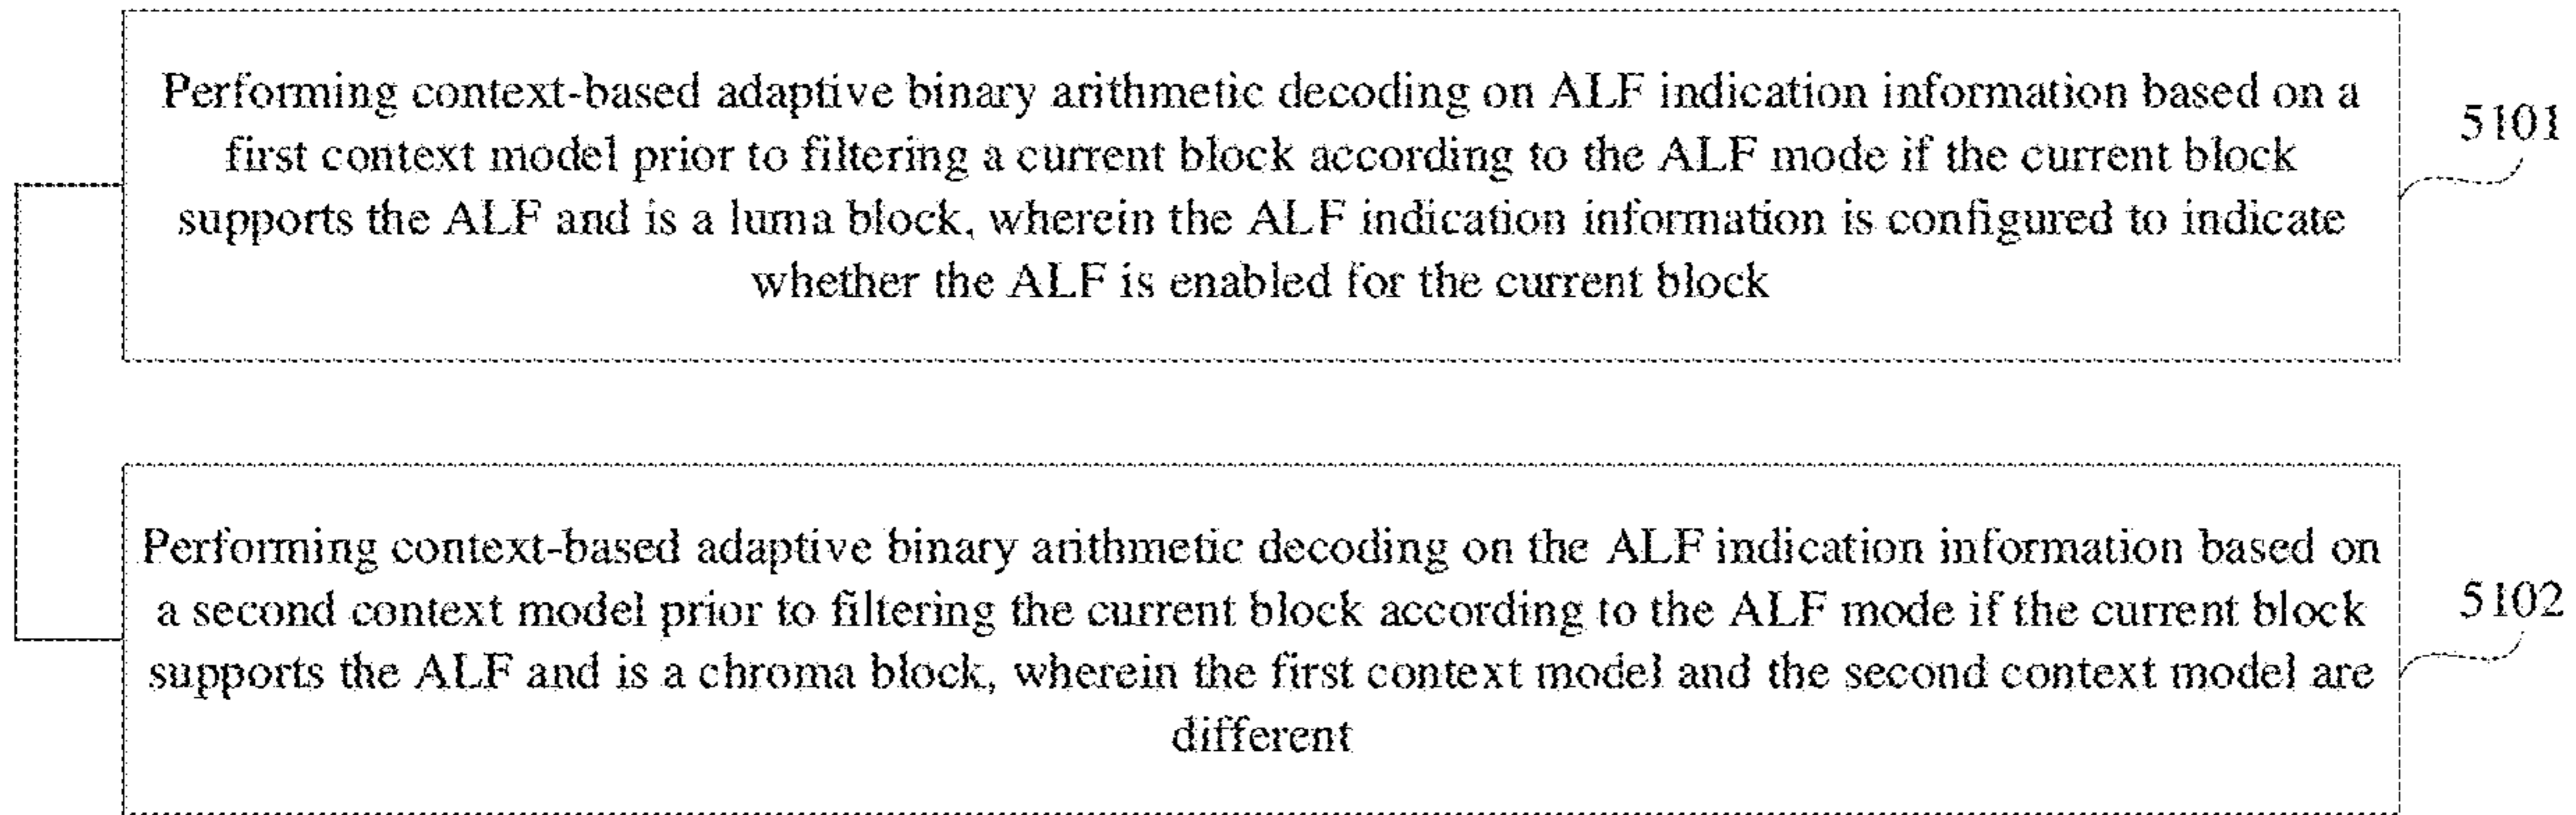 Performing context-based adaptive binary arithmetic decoding on ALF indication information based on a
first context model prior to filtering a current block according to the ALF mode if the current block
supports the ALF and is a luma block, wherein the ALF indication information is configured to indicate
whether the ALF is enabled for the current block
5101
Performing context-based adaptive binary arithmetic decoding on the ALF indication information based on
a second context model prior to filtering the current block according to the ALF mode if the current block
supports the ALF and is a chroma block, wherein the first context model and the second context model are
different
5102